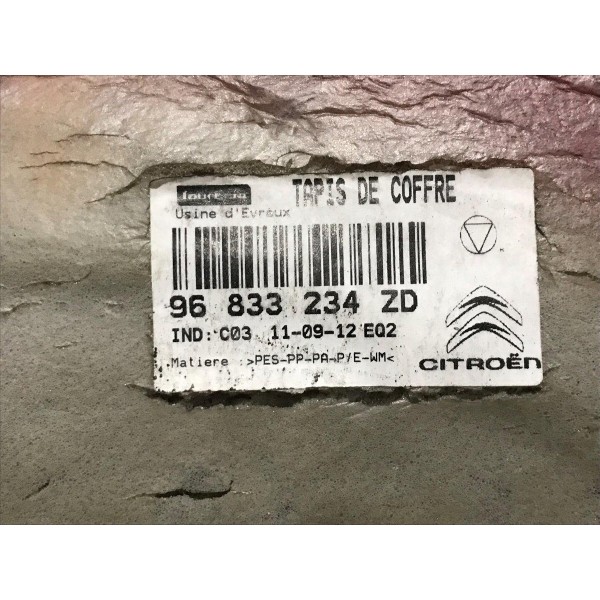 TAPIS DE COFFRE
Usine d'Evreux
96 833 234 ZD
IND: C03 11-09-12 EQ2
Matiere :>PES-PP-PA-P/E-WM<
CITROËN